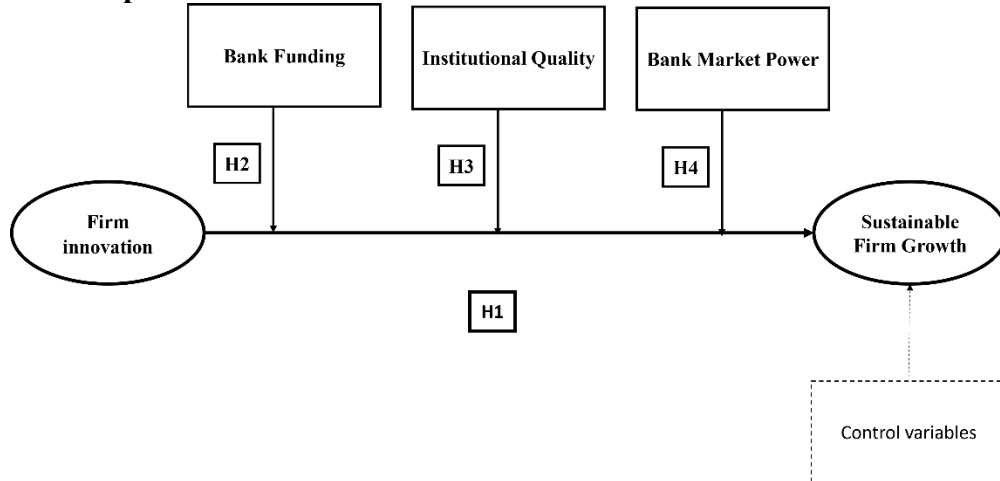 Bank Funding
Institutional Quality
Bank Market Power
H2
H3
H4
Firm
innovation
Sustainable
Firm Growth
H1
Control variables